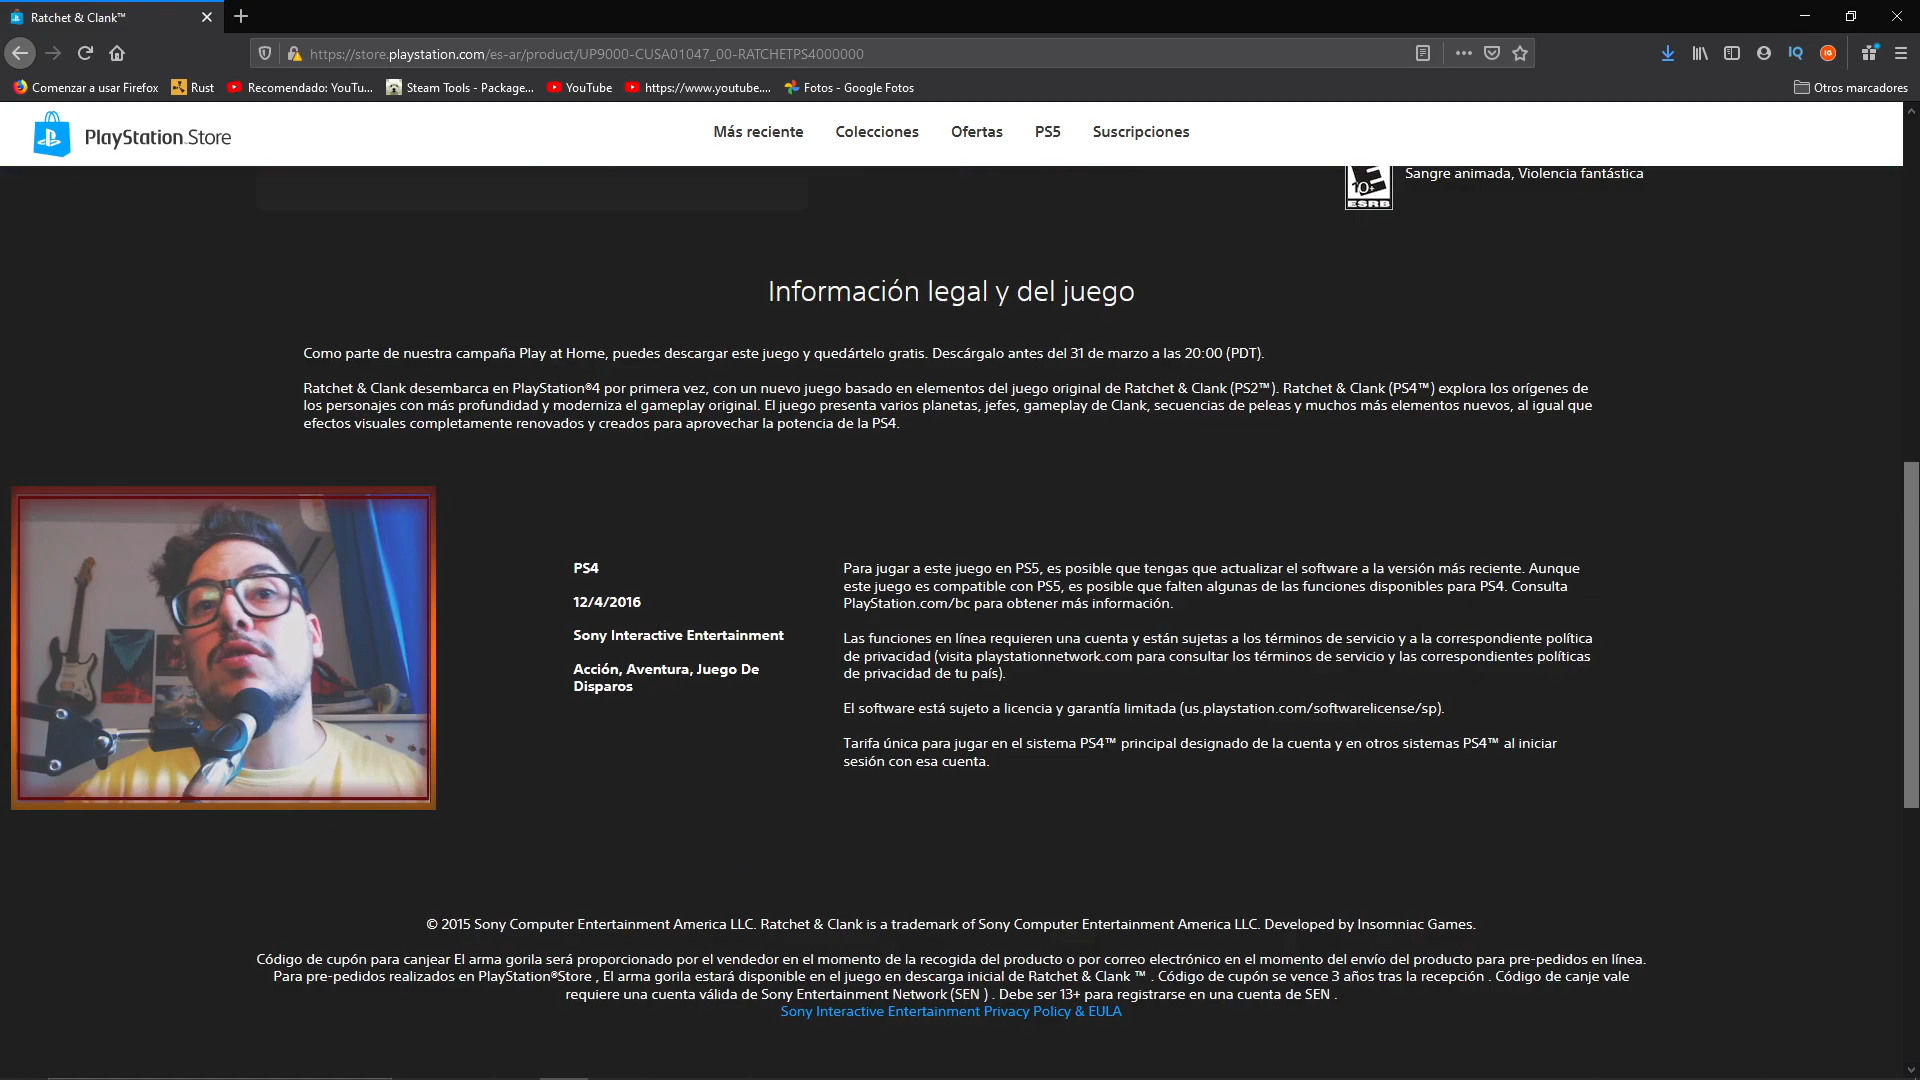 Ratchet & Clank™
https://store.playstation.com/es-ar/product/UP9000-CUSA01047_00-RATCHETPS4000000
IQ
IG
Comenzar a usar Firefox
Rust
Recomendado: YouTu...
Steam Tools - Package...
YouTube
https://www.youtube....
Fotos - Google Fotos
Otros marcadores
PlayStation Store
Más reciente
Colecciones
Ofertas
PS5
Suscripciones
E
10+
ESRB
Sangre animada, Violencia fantástica
Información legal y del juego
Como parte de nuestra campaña Play at Home, puedes descargar este juego y quedártelo gratis. Descárgalo antes del 31 de marzo a las 20:00 (PDT).
Ratchet & Clank desembarca en PlayStation®4 por primera vez, con un nuevo juego basado en elementos del juego original de Ratchet & Clank (PS2™). Ratchet & Clank (PS4™) explora los orígenes de
los personajes con más profundidad y moderniza el gameplay original. El juego presenta varios planetas, jefes, gameplay de Clank, secuencias de peleas y muchos más elementos nuevos, al igual que
efectos visuales completamente renovados y creados para aprovechar la potencia de la PS4.
PS4
12/4/2016
Sony Interactive Entertainment
Acción, Aventura, Juego De
Disparos
Para jugar a este juego en PS5, es posible que tengas que actualizar el software a la versión más reciente. Aunque
este juego es compatible con PS5, es posible que falten algunas de las funciones disponibles para PS4. Consulta
PlayStation.com/bc para obtener más información.
Las funciones en línea requieren una cuenta y están sujetas a los términos de servicio y a la correspondiente política
de privacidad (visita playstationnetwork.com para consultar los términos de servicio y las correspondientes políticas
de privacidad de tu país).
El software está sujeto a licencia y garantía limitada (us.playstation.com/softwarelicense/sp).
Tarifa única para jugar en el sistema PS4™ principal designado de la cuenta y en otros sistemas PS4™ al iniciar
sesión con esa cuenta.
© 2015 Sony Computer Entertainment America LLC. Ratchet & Clank is a trademark of Sony Computer Entertainment America LLC. Developed by Insomniac Games.
Código de cupón para canjear El arma gorila será proporcionado por el vendedor en el momento de la recogida del producto o por correo electrónico en el momento del envío del producto para pre-pedidos en línea.
Para pre-pedidos realizados en PlayStation®Store , El arma gorila estará disponible en el juego en descarga inicial de Ratchet & Clank ™ . Código de cupón se vence 3 años tras la recepción . Código de canje vale
requiere una cuenta válida de Sony Entertainment Network (SEN ) . Debe ser 13+ para registrarse en una cuenta de SEN .
Sony Interactive Entertainment Privacy Policy & EULA